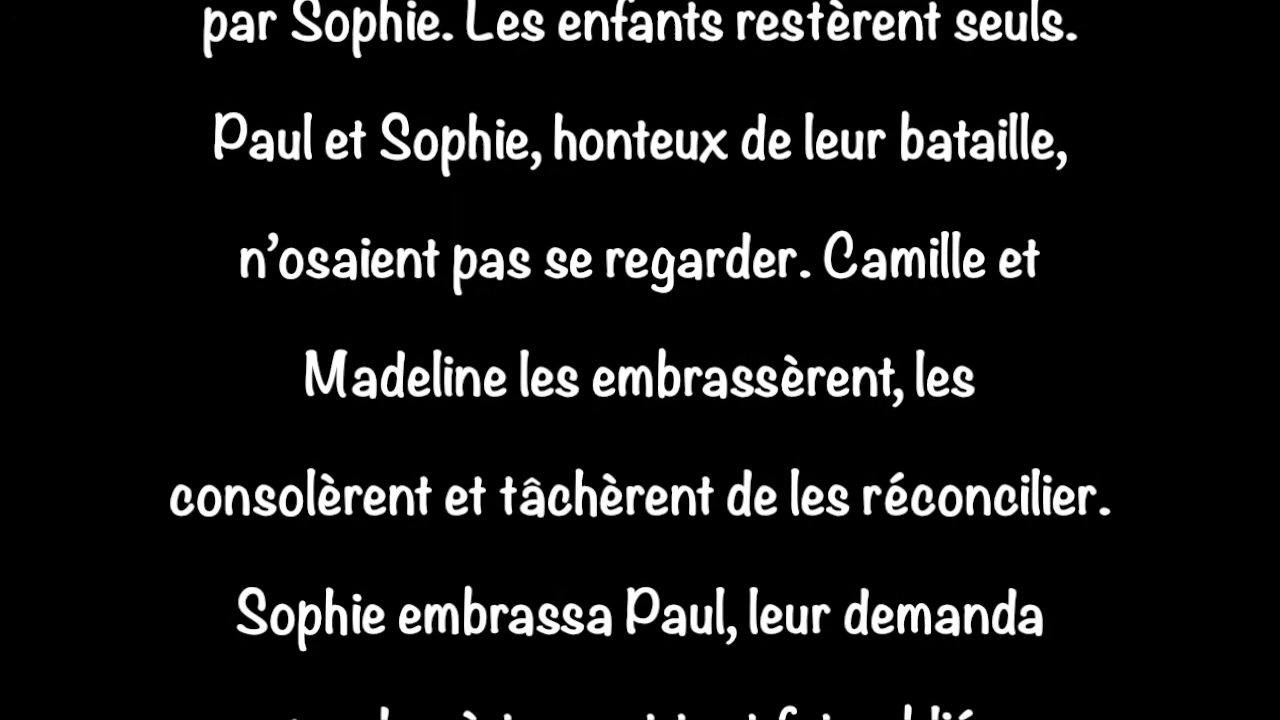 par Sophie. Les enfants restèrent seuls.
Paul et Sophie, honteux de leur bataille,
n’osaient pas se regarder. Camille et
Madeline les embrassèrent, les
consolèrent et tâchèrent de les réconcilier.
Sophie embrassa Paul, leur demanda